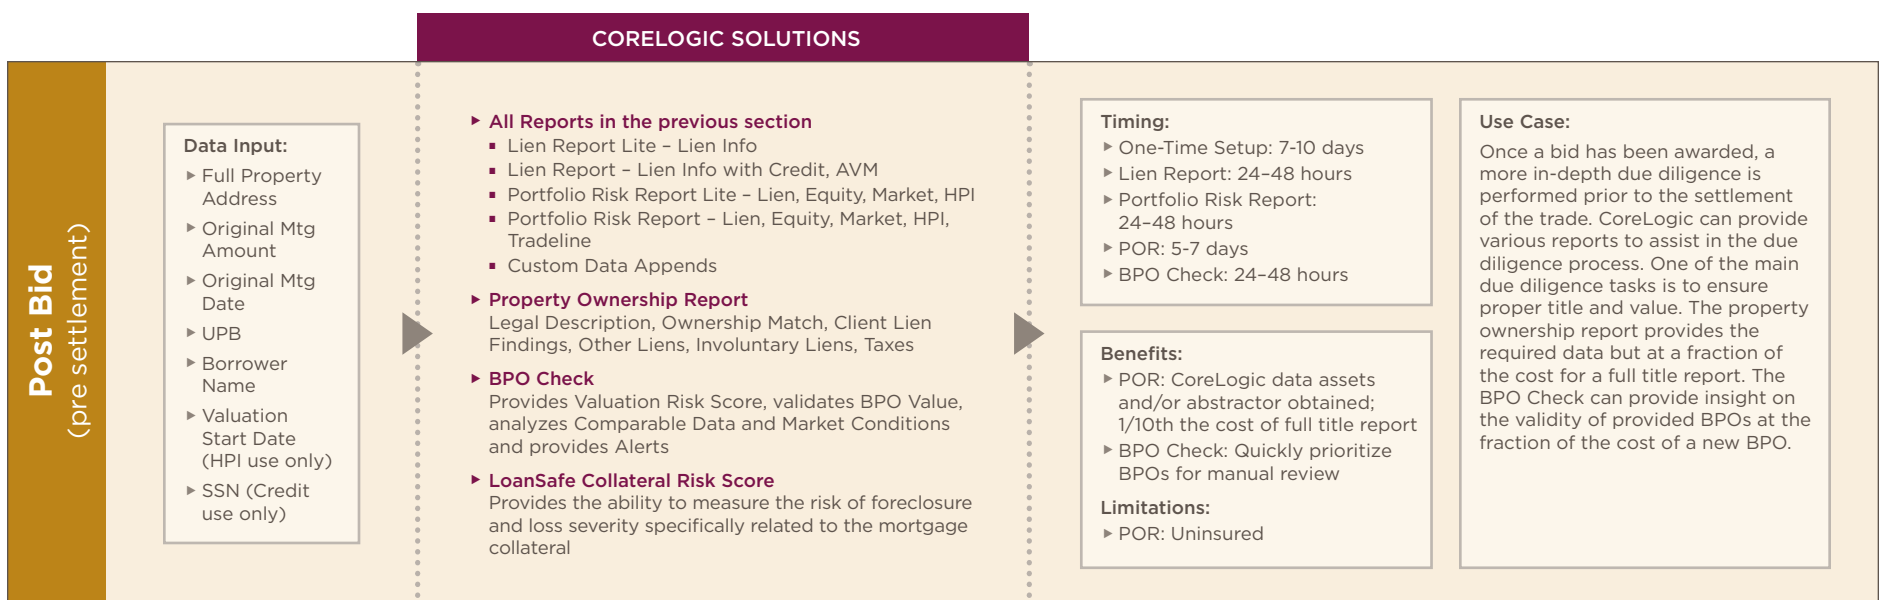 CORELOGIC SOLUTIONS
Post Bid
(pre settlement)
Data Input:
▶ Full Property
Address
▶ Original Mtg
Amount
▶ Original Mtg
Date
▶ UPB
▶ Borrower
Name
▶ Valuation
Start Date
(HPI use only)
▶ SSN (Credit
use only)
▶ All Reports in the previous section
▪ Lien Report Lite – Lien Info
▪ Lien Report – Lien Info with Credit, AVM
▪ Portfolio Risk Report Lite – Lien, Equity, Market, HPI
▪ Portfolio Risk Report – Lien, Equity, Market, HPI,
Tradeline
▪ Custom Data Appends
▶ Property Ownership Report
Legal Description, Ownership Match, Client Lien
Findings, Other Liens, Involuntary Liens, Taxes
▶ BPO Check
Provides Valuation Risk Score, validates BPO Value,
analyzes Comparable Data and Market Conditions
and provides Alerts
▶ LoanSafe Collateral Risk Score
Provides the ability to measure the risk of foreclosure
and loss severity specifically related to the mortgage
collateral
Timing:
▶ One-Time Setup: 7-10 days
▶ Lien Report: 24–48 hours
▶ Portfolio Risk Report:
24–48 hours
▶ POR: 5-7 days
▶ BPO Check: 24–48 hours
Benefits:
▶ POR: CoreLogic data assets
and/or abstractor obtained;
1/10th the cost of full title report
▶ BPO Check: Quickly prioritize
BPOs for manual review
Limitations:
▶ POR: Uninsured
Use Case:
Once a bid has been awarded, a
more in-depth due diligence is
performed prior to the settlement
of the trade. CoreLogic can provide
various reports to assist in the due
diligence process. One of the main
due diligence tasks is to ensure
proper title and value. The property
ownership report provides the
required data but at a fraction of
the cost for a full title report. The
BPO Check can provide insight on
the validity of provided BPOs at the
fraction of the cost of a new BPO.